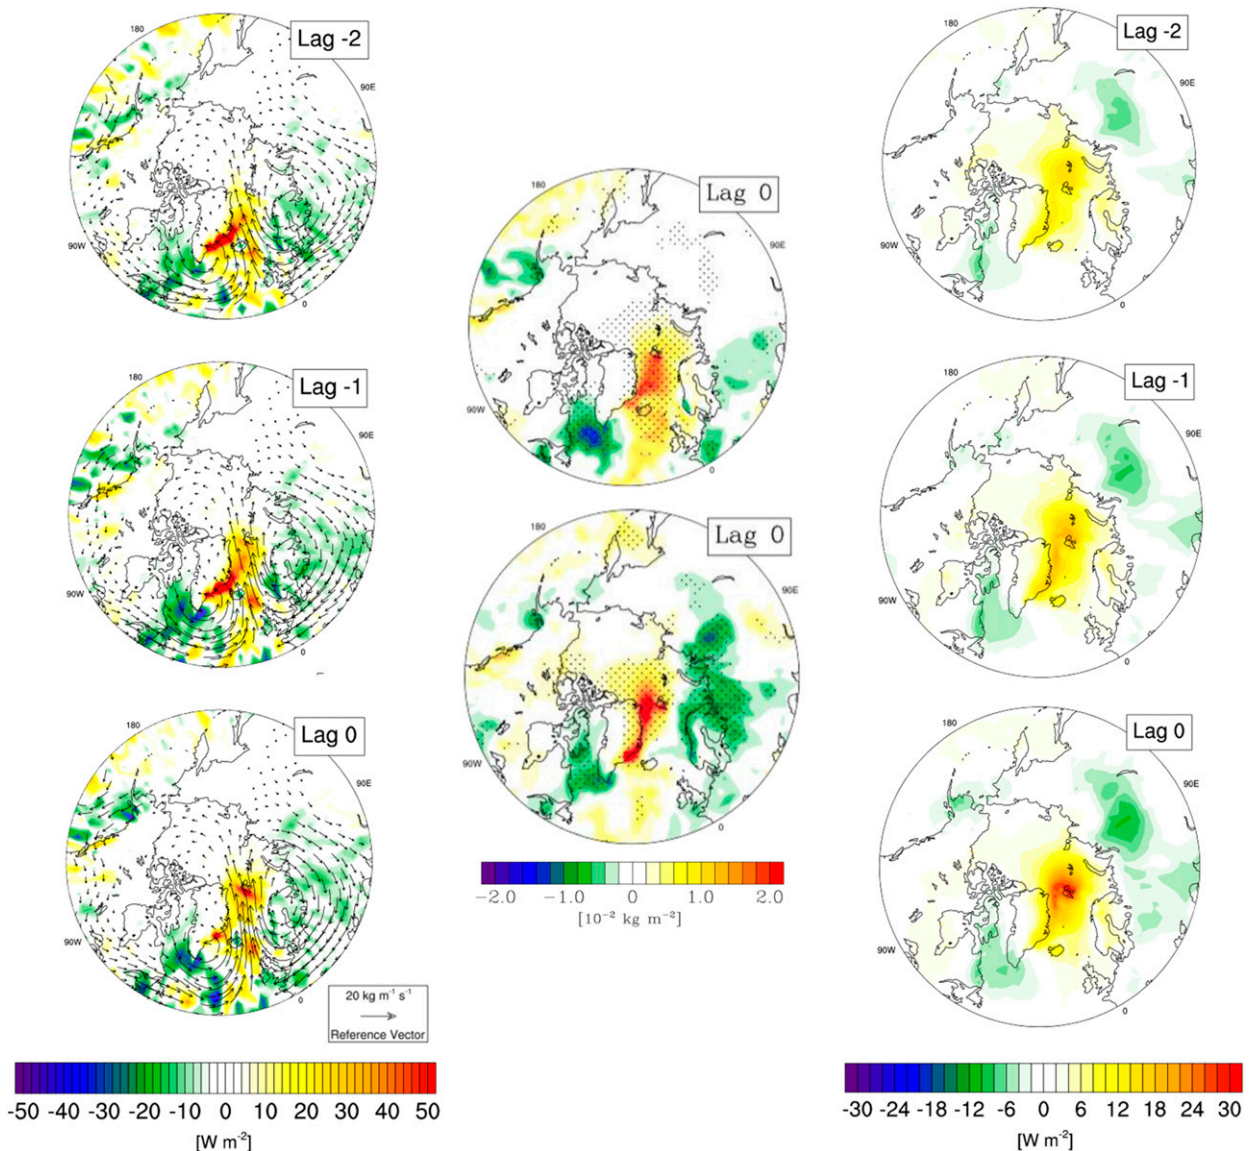 180
Lag -2
90E
90W
0
180
Lag -1
90E
90W
0
180
Lag 0
90E
90W
0
20 kg m⁻¹ s⁻¹
Reference Vector
-50 -40 -30 -20 -10 0 10 20 30 40 50
[W m⁻²]
180
Lag 0
90E
90W
0
180
Lag 0
90E
90W
0
-2.0 -1.0 0 1.0 2.0
[10⁻² kg m⁻²]
180
Lag -2
90E
90W
0
180
Lag -1
90E
90W
0
180
Lag 0
90E
90W
0
-30 -24 -18 -12 -6 0 6 12 18 24 30
[W m⁻²]